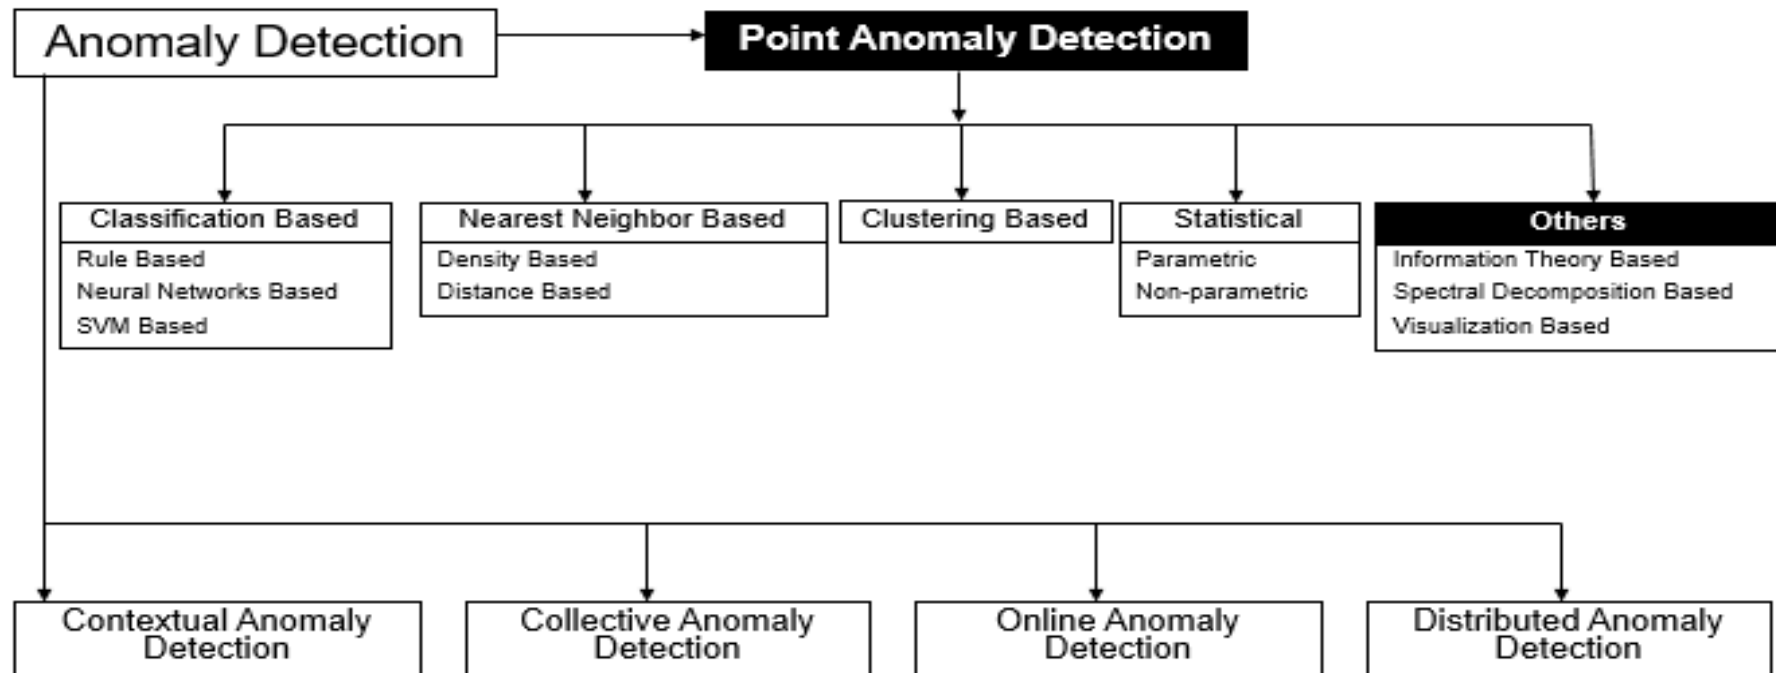 Anomaly Detection
Point Anomaly Detection
Classification Based
Rule Based
Neural Networks Based
SVM Based
Nearest Neighbor Based
Density Based
Distance Based
Clustering Based
Statistical
Parametric
Non-parametric
Others
Information Theory Based
Spectral Decomposition Based
Visualization Based
Contextual Anomaly
Detection
Collective Anomaly
Detection
Online Anomaly
Detection
Distributed Anomaly
Detection